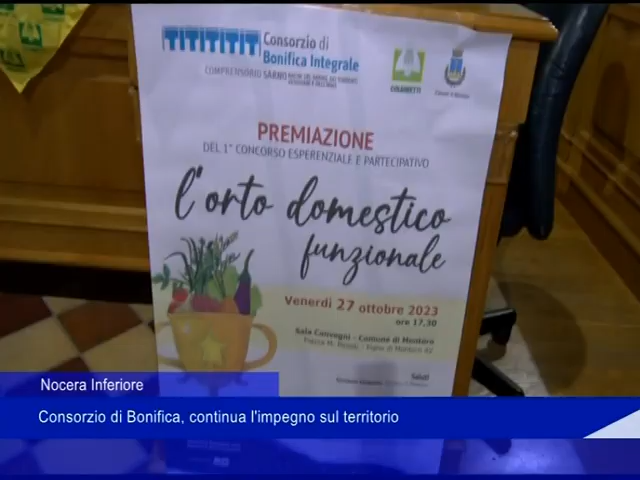 Consorzio di
Bonifica Integrale
COMPRENSORIO SARNO
COLDIRETTI
PREMIAZIONE
DEL 1° CONCORSO ESPERENZIALE E PARTECIPATIVO
l'orto domestico
funzionale
Venerdì 27 ottobre 2023
ore 17,30
Sala Convegni - Comune di Montoro
Saluti
Nocera Inferiore
Consorzio di Bonifica, continua l'impegno sul territorio